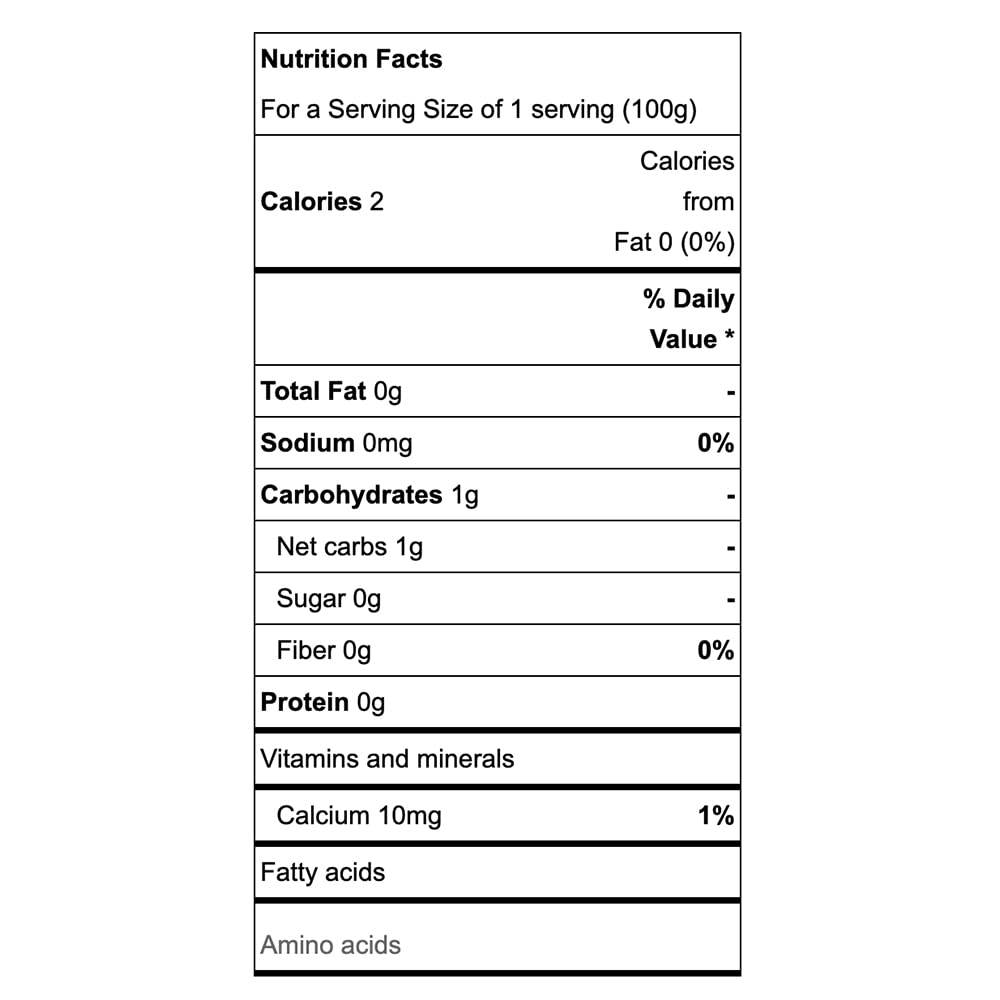 Nutrition Facts
For a Serving Size of 1 serving (100g)
Calories 2
Calories
from
Fat 0 (0%)
% Daily
Value *
Total Fat 0g -
Sodium 0mg 0%
Carbohydrates 1g -
Net carbs 1g -
Sugar 0g -
Fiber 0g 0%
Protein 0g
Vitamins and minerals
Calcium 10mg 1%
Fatty acids
Amino acids